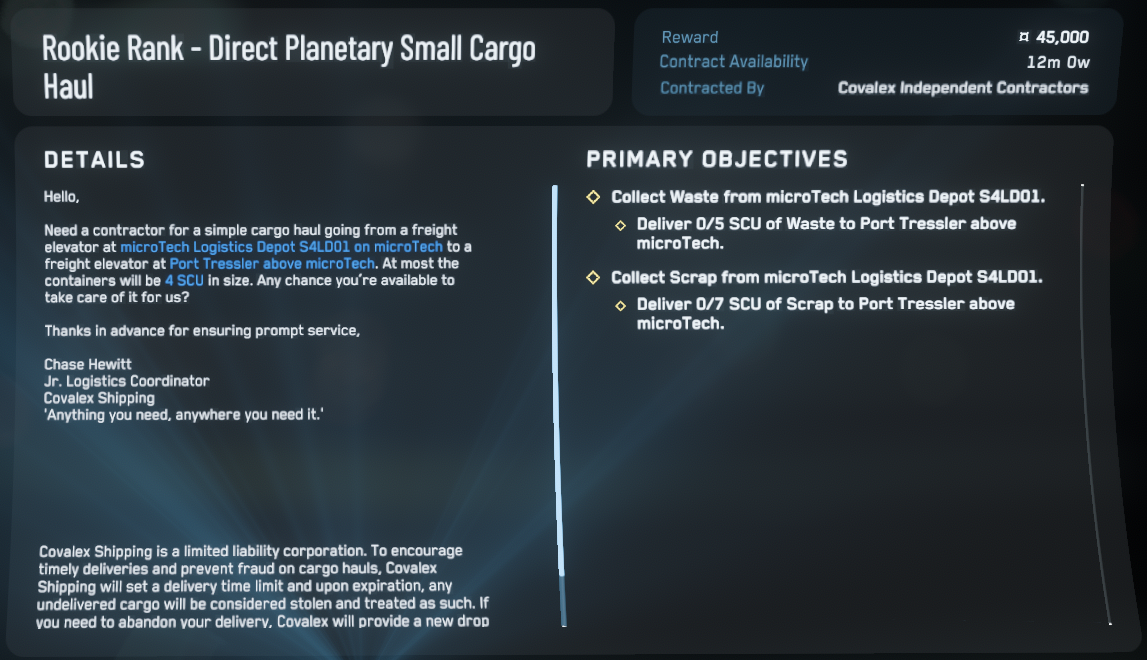 Rookie Rank - Direct Planetary Small Cargo
Haul
Reward ¤ 45,000
Contract Availability 12m 0w
Contracted By Covalex Independent Contractors
DETAILS
Hello,
Need a contractor for a simple cargo haul going from a freight
elevator at microTech Logistics Depot S4LD01 on microTech to a
freight elevator at Port Tressler above microTech. At most the
containers will be 4 SCU in size. Any chance you're available to
take care of it for us?
Thanks in advance for ensuring prompt service,
Chase Hewitt
Jr. Logistics Coordinator
Covalex Shipping
'Anything you need, anywhere you need it.'
Covalex Shipping is a limited liability corporation. To encourage
timely deliveries and prevent fraud on cargo hauls, Covalex
Shipping will set a delivery time limit and upon expiration, any
undelivered cargo will be considered stolen and treated as such. If
you need to abandon your delivery, Covalex will provide a new drop
PRIMARY OBJECTIVES
Collect Waste from microTech Logistics Depot S4LD01.
Deliver 0/5 SCU of Waste to Port Tressler above
microTech.
Collect Scrap from microTech Logistics Depot S4LD01.
Deliver 0/7 SCU of Scrap to Port Tressler above
microTech.